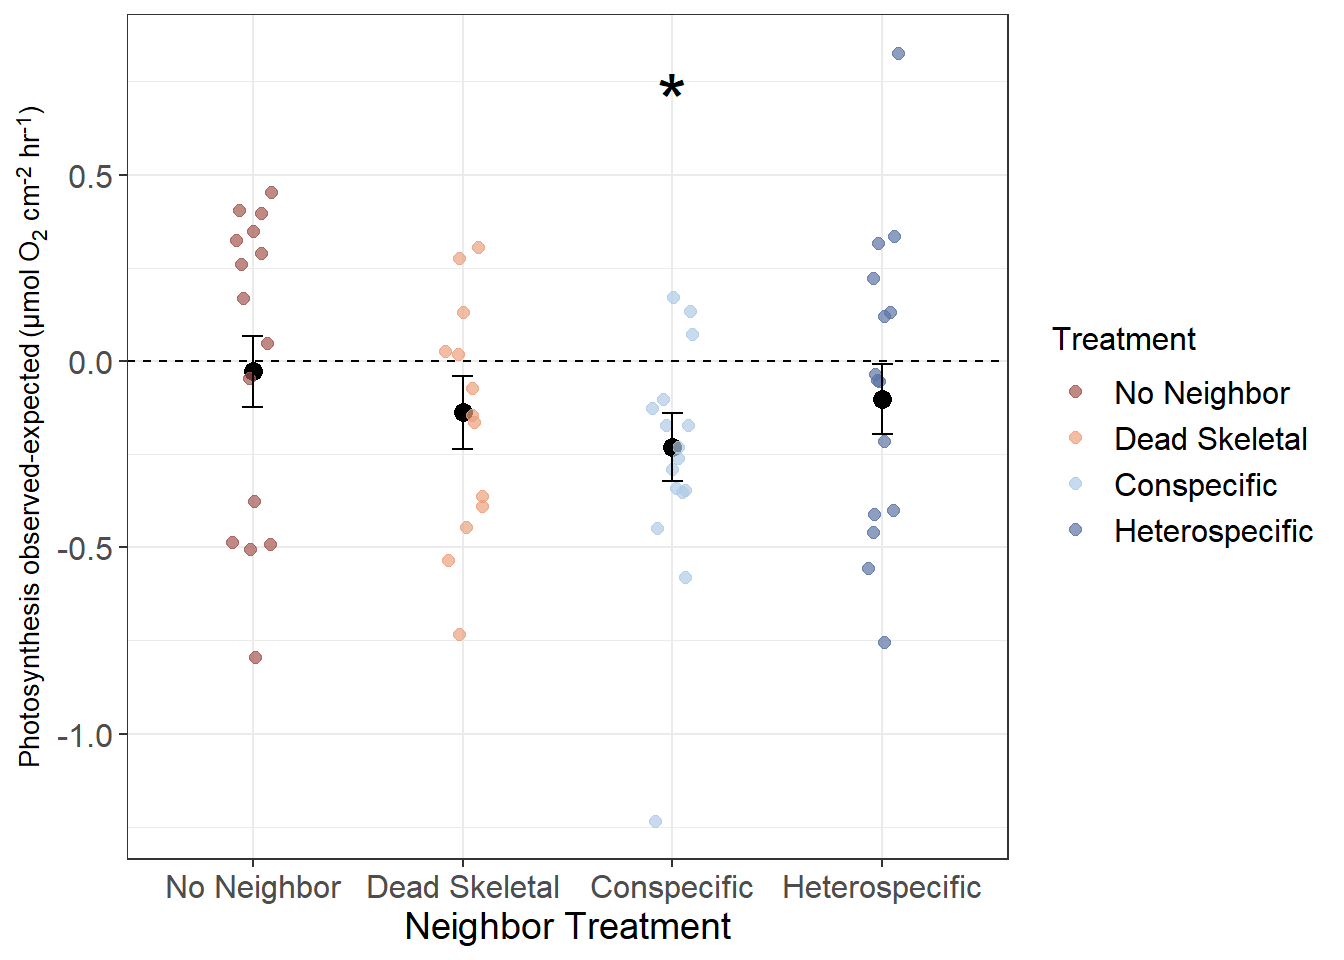 Photosynthesis observed-expected (μmol O₂ cm⁻² hr⁻¹)
*
0.5
0.0
-0.5
-1.0
No Neighbor Dead Skeletal Conspecific Heterospecific
Neighbor Treatment
Treatment
No Neighbor
Dead Skeletal
Conspecific
Heterospecific